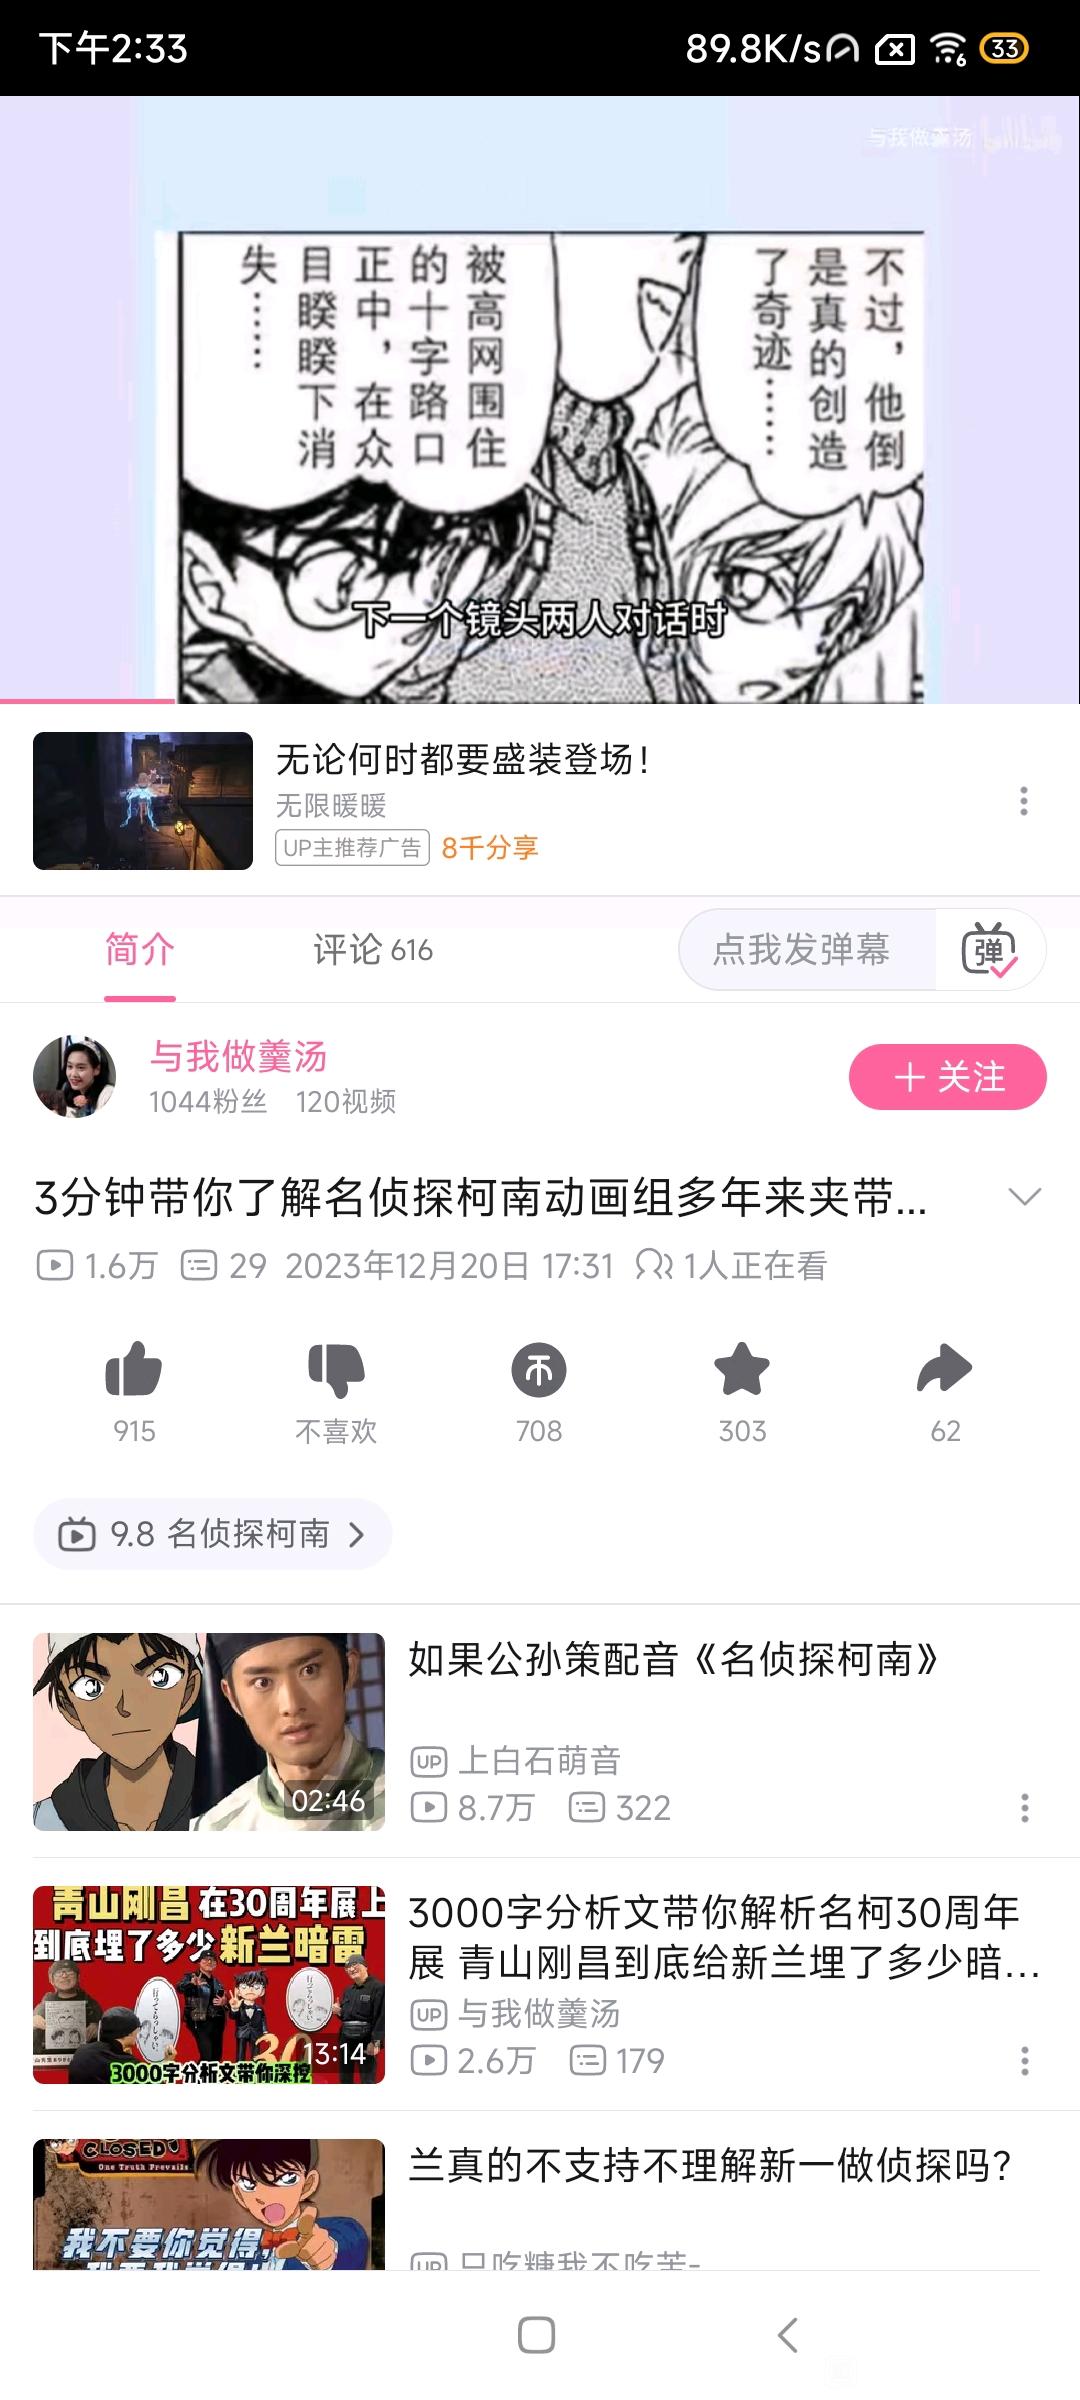 下午2:33
89.8K/s
6
33
与我做羹汤
bilibili
不过，他倒
是真的创造
了奇迹……
被高网围住
的十字路口
正中，在众
目睽睽下消
失……
下一个镜头两人对话时
无论何时都要盛装登场！
无限暖暖
UP主推荐广告 8千分享
简介 评论 616 点我发弹幕 弹
与我做羹汤
1044粉丝 120视频
＋关注
3分钟带你了解名侦探柯南动画组多年来夹带...
1.6万 29 2023年12月20日 17:31 1人正在看
915 不喜欢 708 303 62
9.8 名侦探柯南
02:46
如果公孙策配音《名侦探柯南》
UP 上白石萌音
8.7万 322
青山刚昌 在30周年展上
到底埋了多少新兰暗雷
30
13:14
3000字分析文带你深挖
3000字分析文带你解析名柯30周年
展 青山刚昌到底给新兰埋了多少暗...
UP 与我做羹汤
2.6万 179
CLOSED
One Truth Prevails
我不要你觉得,
兰真的不支持不理解新一做侦探吗？
UP 只吃糖我不吃苦-